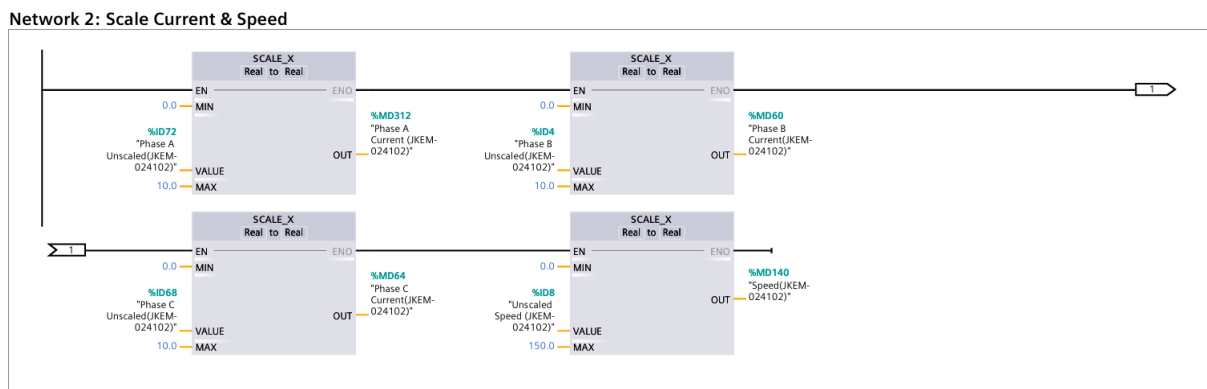 Network 2: Scale Current & Speed
SCALE_X
Real to Real
EN
ENO
0.0
MIN
%ID72
"Phase A
Unscaled(JKEM-
024102)"
VALUE
10.0
MAX
%MD312
"Phase A
Current (JKEM-
024102)"
OUT
SCALE_X
Real to Real
EN
ENO
0.0
MIN
%ID4
"Phase B
Unscaled(JKEM-
024102)"
VALUE
10.0
MAX
%MD60
"Phase B
Current(JKEM-
024102)"
OUT
1
1
SCALE_X
Real to Real
EN
ENO
0.0
MIN
%ID68
"Phase C
Unscaled(JKEM-
024102)"
VALUE
10.0
MAX
%MD64
"Phase C
Current(JKEM-
024102)"
OUT
SCALE_X
Real to Real
EN
ENO
0.0
MIN
%ID8
"Unscaled
Speed (JKEM-
024102)"
VALUE
150.0
MAX
%MD140
"Speed(JKEM-
024102)"
OUT